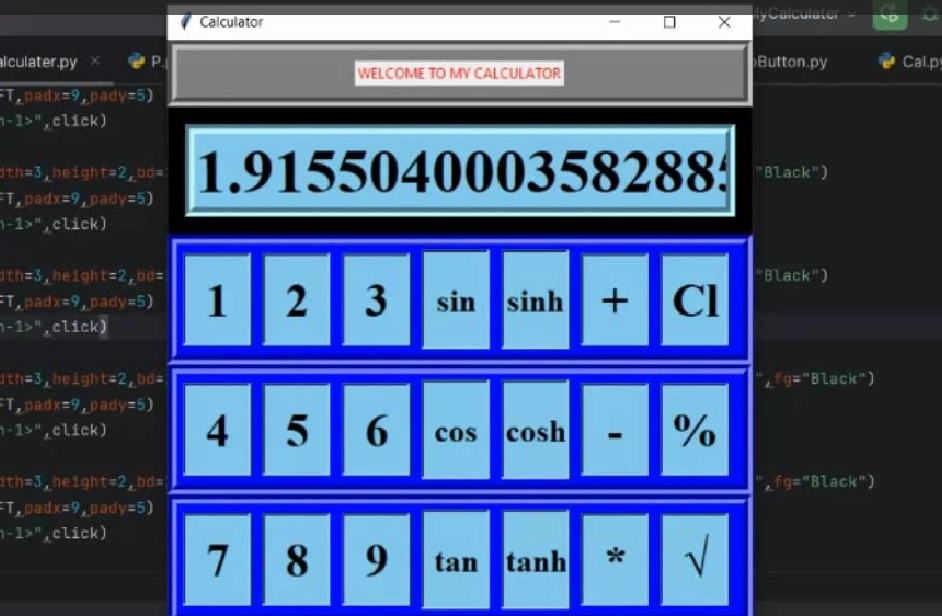 Calculator
MyCalculater
alculater.py
P.
Button.py
Cal.py
WELCOME TO MY CALCULATOR
1.915504000358288
FT,padx=9,pady=5)
n-1>",click)
dth=3,height=2,bd= "Black")
FT,padx=9,pady=5)
n-1>",click)
dth=3,height=2,bd= "Black")
FT,padx=9,pady=5)
n-1>",click)
dth=3,height=2,bd= ",fg="Black")
FT,padx=9,pady=5)
n-1>",click)
dth=3,height=2,bd= ",fg="Black")
FT,padx=9,pady=5)
n-1>",click)
1 2 3 sin sinh + Cl
4 5 6 cos cosh - %
7 8 9 tan tanh * √